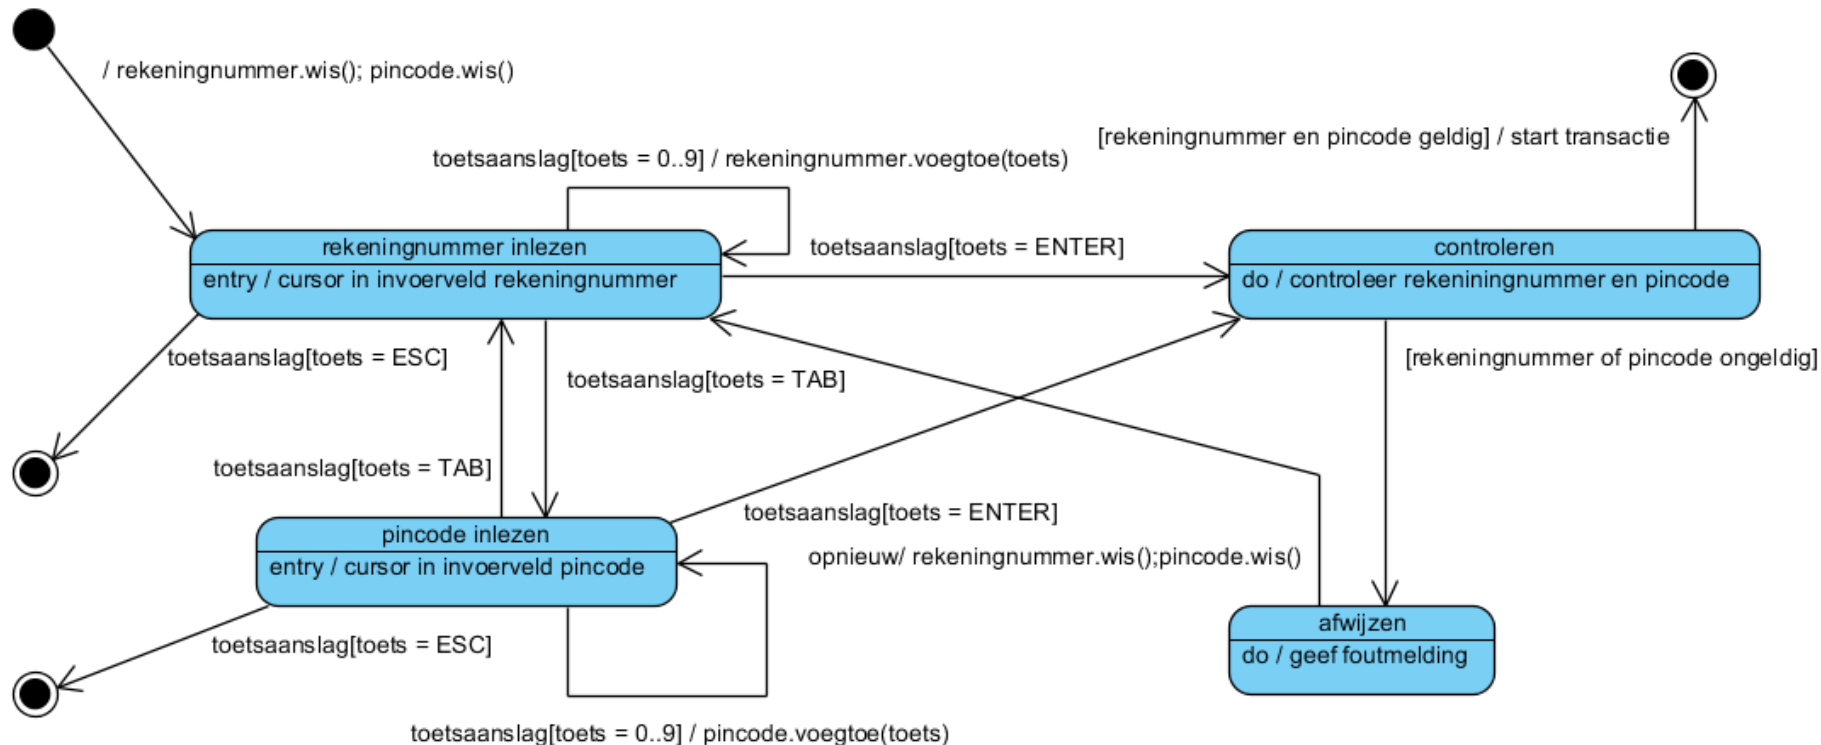 / rekeningnummer.wis(); pincode.wis()
[rekeningnummer en pincode geldig] / start transactie
toetsaanslag[toets = 0..9] / rekeningnummer.voegtoe(toets)
rekeningnummer inlezen
entry / cursor in invoerveld rekeningnummer
toetsaanslag[toets = ENTER]
controleren
do / controleer rekeniningnummer en pincode
toetsaanslag[toets = ESC]
toetsaanslag[toets = TAB]
[rekeningnummer of pincode ongeldig]
toetsaanslag[toets = TAB]
toetsaanslag[toets = ENTER]
pincode inlezen
entry / cursor in invoerveld pincode
opnieuw/ rekeningnummer.wis();pincode.wis()
afwijzen
do / geef foutmelding
toetsaanslag[toets = ESC]
toetsaanslag[toets = 0..9] / pincode.voegtoe(toets)